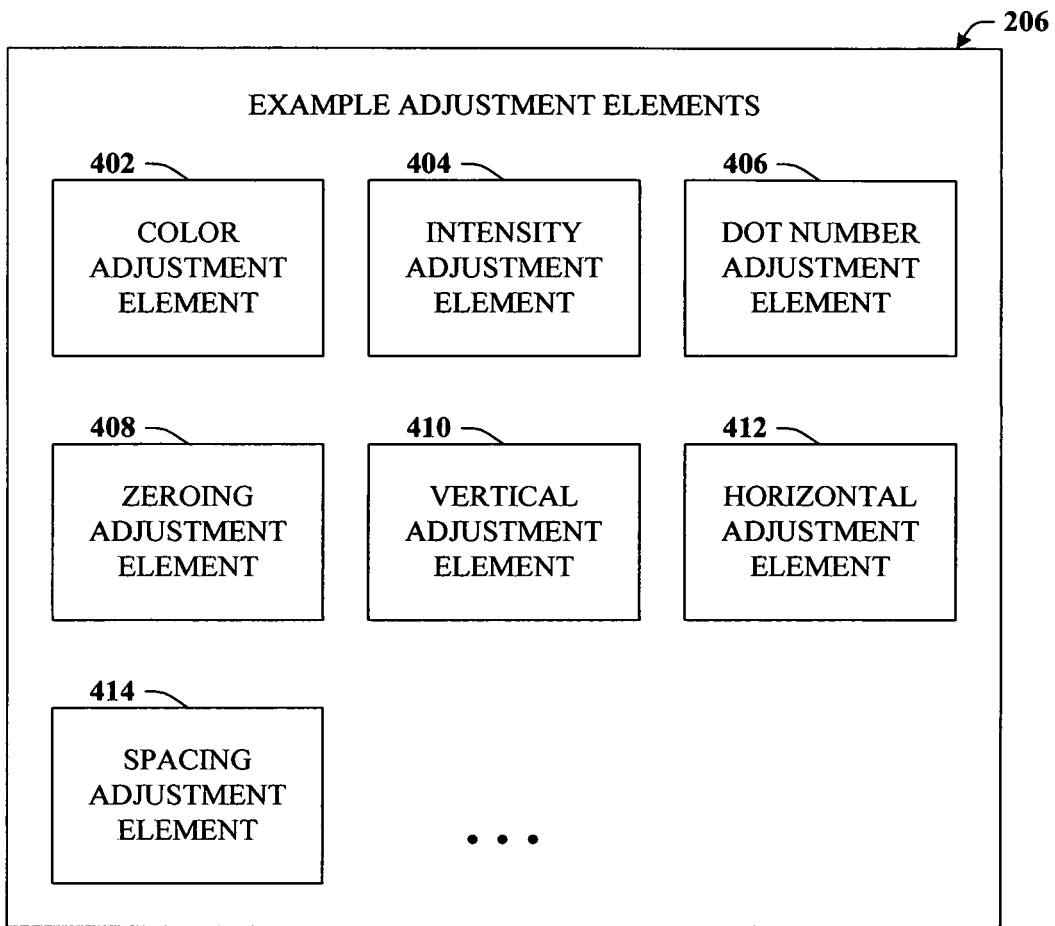 206
EXAMPLE ADJUSTMENT ELEMENTS
402
COLOR
ADJUSTMENT
ELEMENT
404
INTENSITY
ADJUSTMENT
ELEMENT
406
DOT NUMBER
ADJUSTMENT
ELEMENT
408
ZEROING
ADJUSTMENT
ELEMENT
410
VERTICAL
ADJUSTMENT
ELEMENT
412
HORIZONTAL
ADJUSTMENT
ELEMENT
414
SPACING
ADJUSTMENT
ELEMENT
• • •